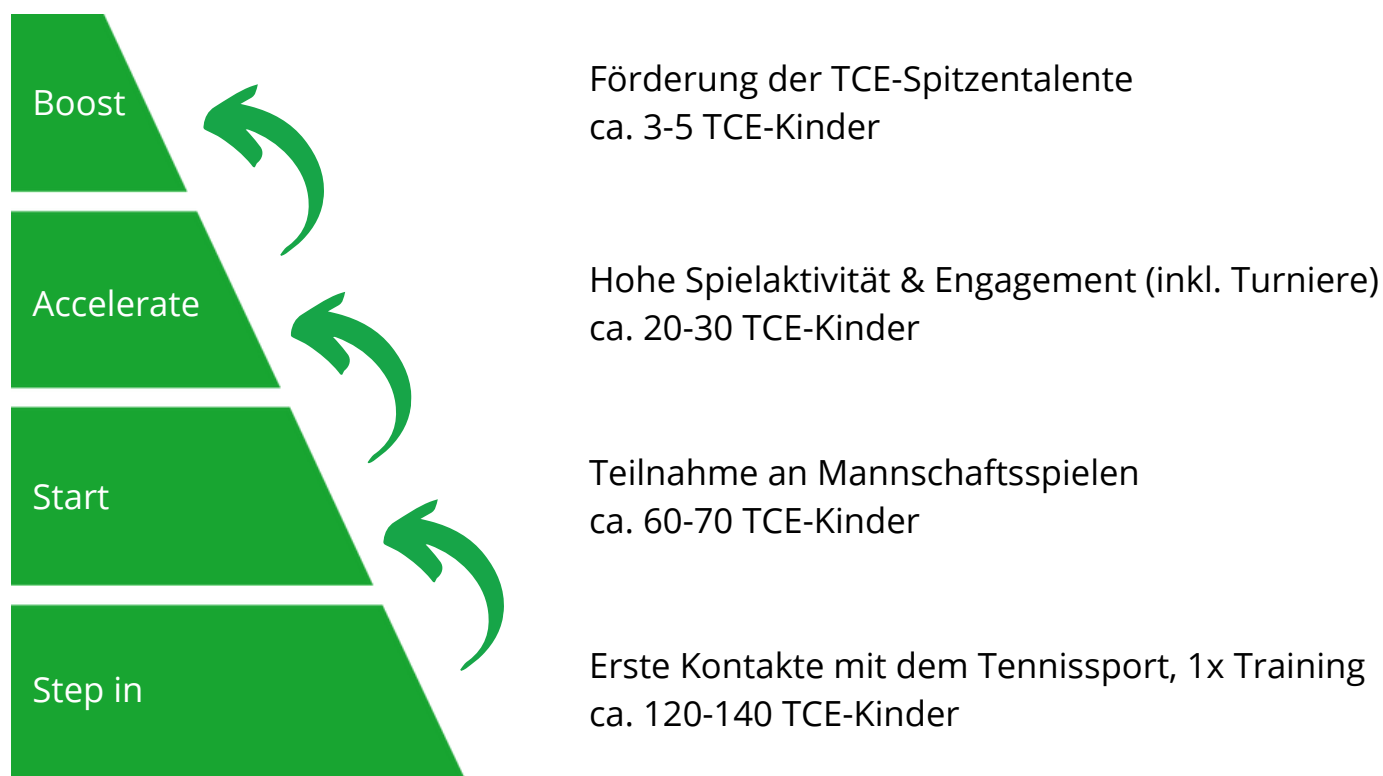 Boost
Förderung der TCE-Spitzentalente
ca. 3-5 TCE-Kinder
Accelerate
Hohe Spielaktivität & Engagement (inkl. Turniere)
ca. 20-30 TCE-Kinder
Start
Teilnahme an Mannschaftsspielen
ca. 60-70 TCE-Kinder
Step in
Erste Kontakte mit dem Tennissport, 1x Training
ca. 120-140 TCE-Kinder